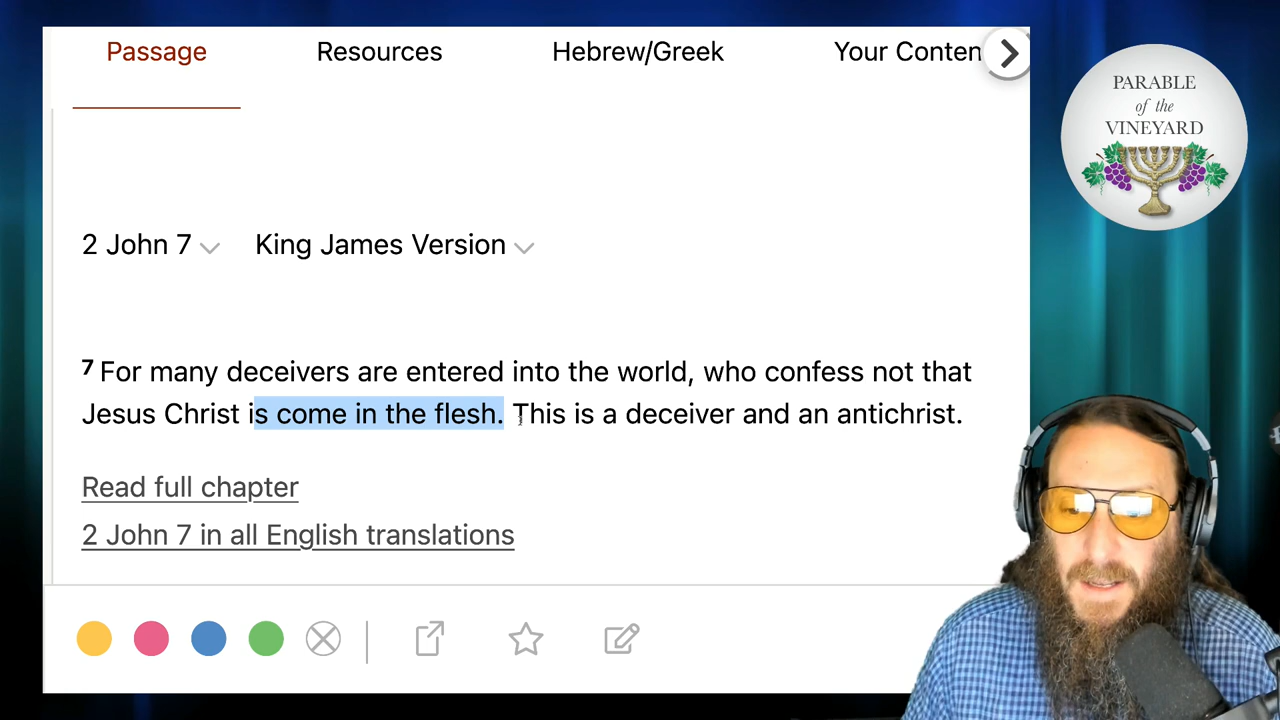 Passage Resources Hebrew/Greek Your Conten
PARABLE
of the
VINEYARD
2 John 7 King James Version
7 For many deceivers are entered into the world, who confess not that
Jesus Christ is come in the flesh. This is a deceiver and an antichrist.
Read full chapter
2 John 7 in all English translations